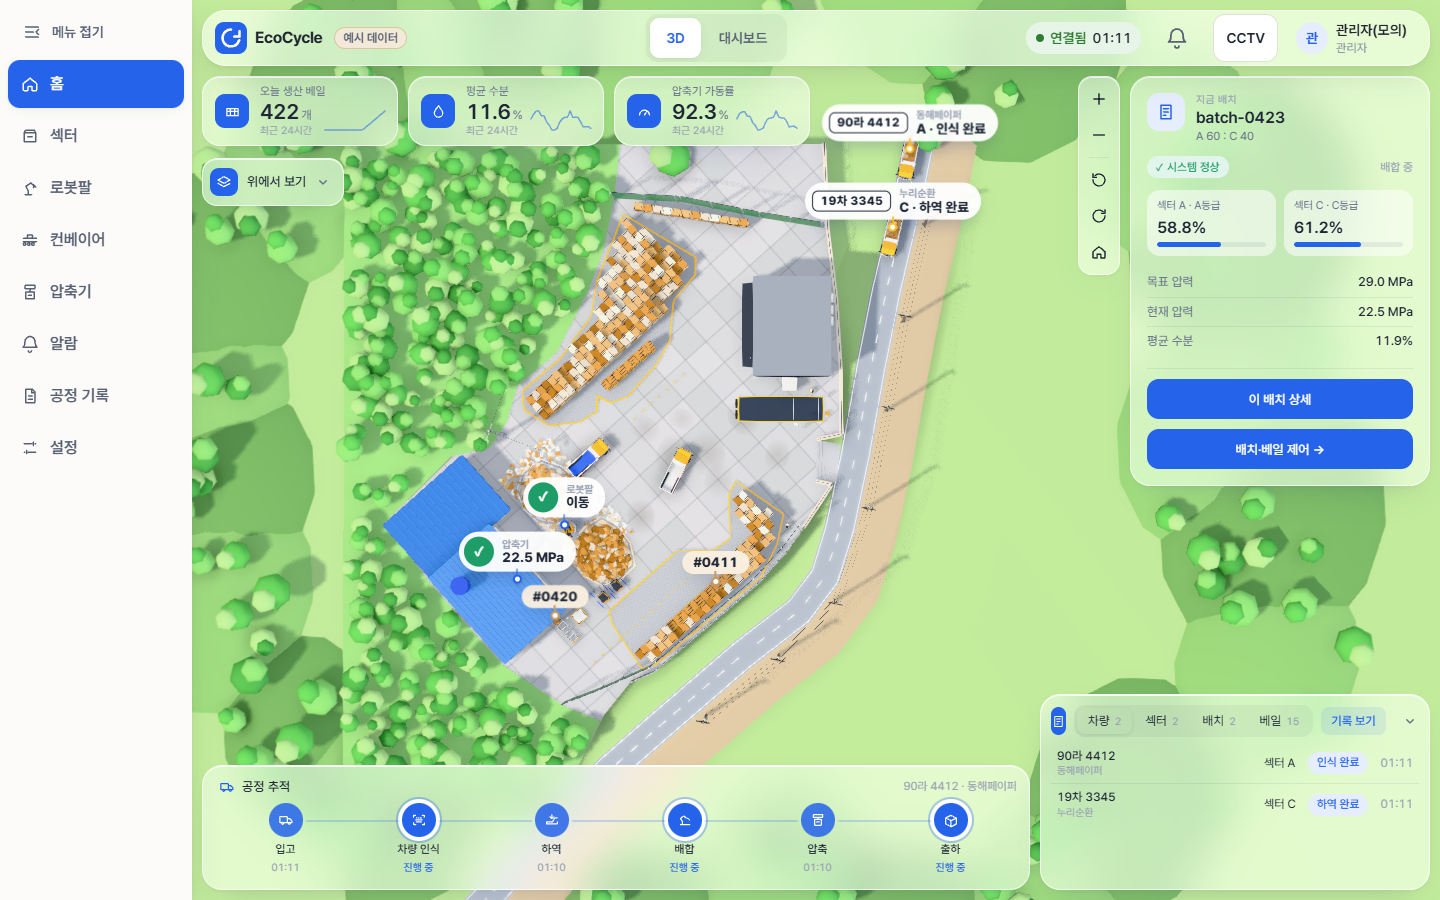 메뉴 접기
홈
섹터
로봇팔
컨베이어
압축기
알람
공정 기록
설정
EcoCycle
예시 데이터
3D
대시보드
연결됨 01:11
CCTV
관
관리자(모의)
관리자
오늘 생산 베일
422개
최근 24시간
평균 수분
11.6%
최근 24시간
압축기 가동률
92.3%
최근 24시간
위에서 보기
90라 4412
동해페이퍼
A · 인식 완료
19차 3345
누리순환
C · 하역 완료
로봇팔
이동
압축기
22.5 MPa
#0411
#0420
지금 배치
batch-0423
A 60 : C 40
✓ 시스템 정상
배합 중
섹터 A · A등급
58.8%
섹터 C · C등급
61.2%
목표 압력
29.0 MPa
현재 압력
22.5 MPa
평균 수분
11.9%
이 배치 상세
배치·베일 제어 →
차량 2
섹터 2
배치 2
베일 15
기록 보기
90라 4412
동해페이퍼
섹터 A
인식 완료
01:11
19차 3345
누리순환
섹터 C
하역 완료
01:11
공정 추적
90라 4412 · 동해페이퍼
입고
01:11
차량 인식
진행 중
하역
01:10
배합
진행 중
압축
01:10
출하
진행 중